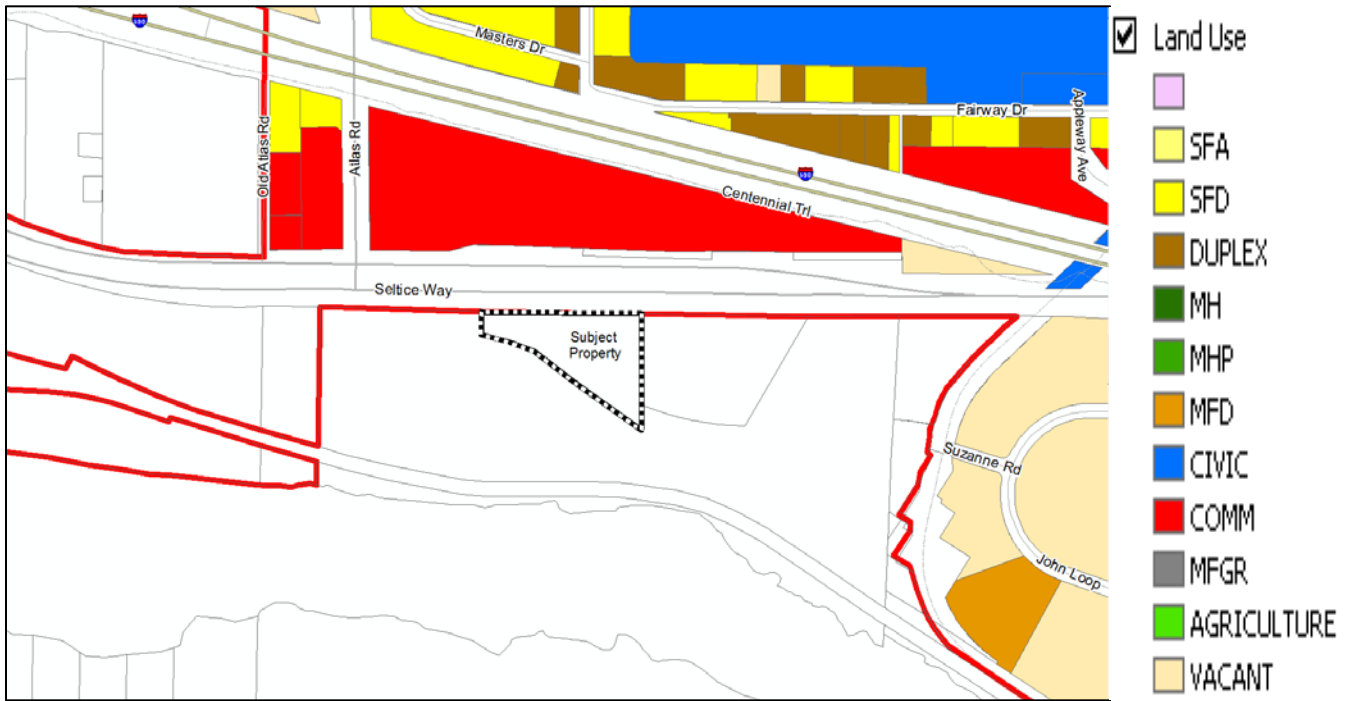 Masters Dr
Fairway Dr
Appleway Ave
Old Atlas Rd
Atlas Rd
Centennial Trl
Seltice Way
Subject
Property
Suzanne Rd
John Loop
Land Use
SFA
SFD
DUPLEX
MH
MHP
MFD
CIVIC
COMM
MFGR
AGRICULTURE
VACANT